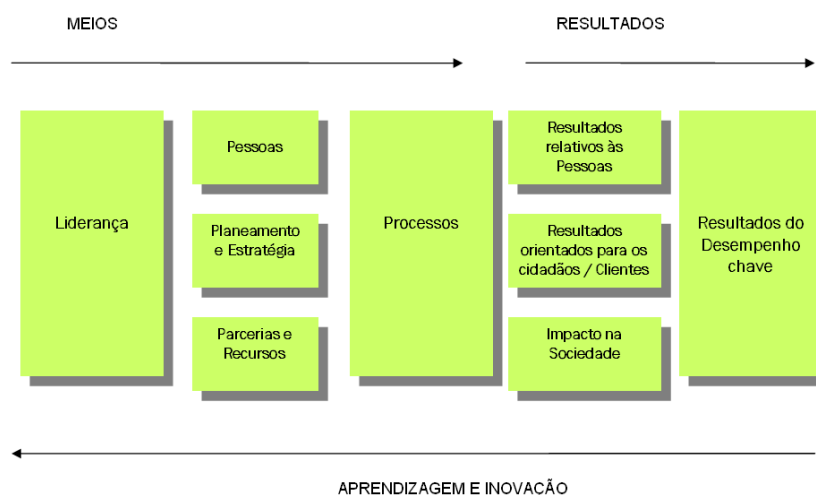 MEIOS
RESULTADOS
Liderança
Pessoas
Planeamento
e Estratégia
Parcerias e
Recursos
Processos
Resultados
relativos às
Pessoas
Resultados
orientados para os
cidadãos / Clientes
Impacto na
Sociedade
Resultados do
Desempenho
chave
APRENDIZAGEM E INOVACÃO